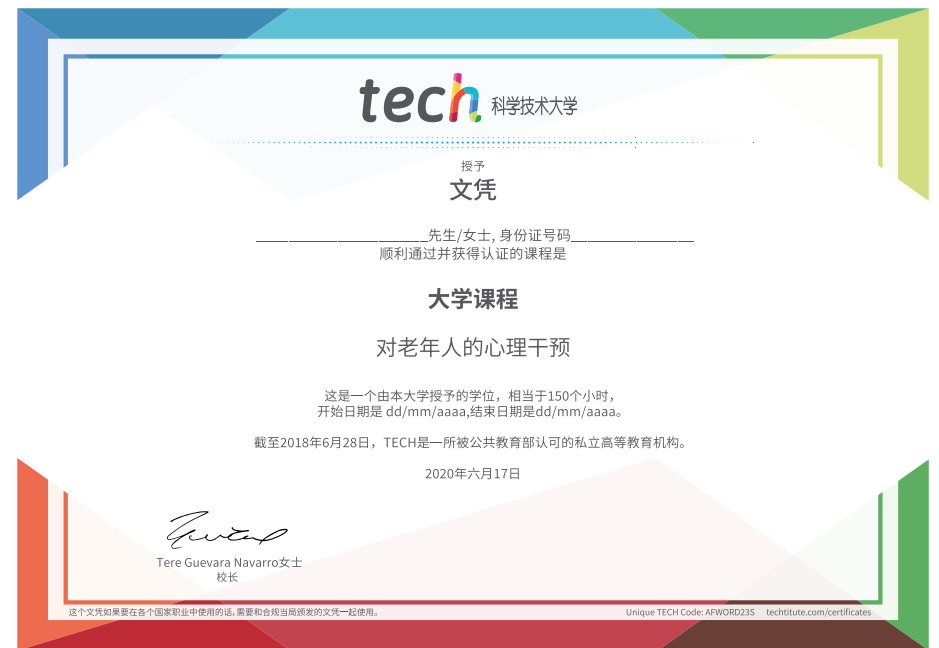 tech 科学技术大学
授予
文凭
______________________先生/女士, 身份证号码_______________
顺利通过并获得认证的课程是
大学课程
对老年人的心理干预
这是一个由本大学授予的学位，相当于150个小时，
开始日期是 dd/mm/aaaa,结束日期是dd/mm/aaaa。
截至2018年6月28日，TECH是一所被公共教育部认可的私立高等教育机构。
2020年六月17日
Tere Guevara Navarro女士
校长
这个文凭如果要在各个国家职业中使用的话,需要和合规当局颁发的文凭一起使用。
Unique TECH Code: AFWORD23S techtitute.com/certificates